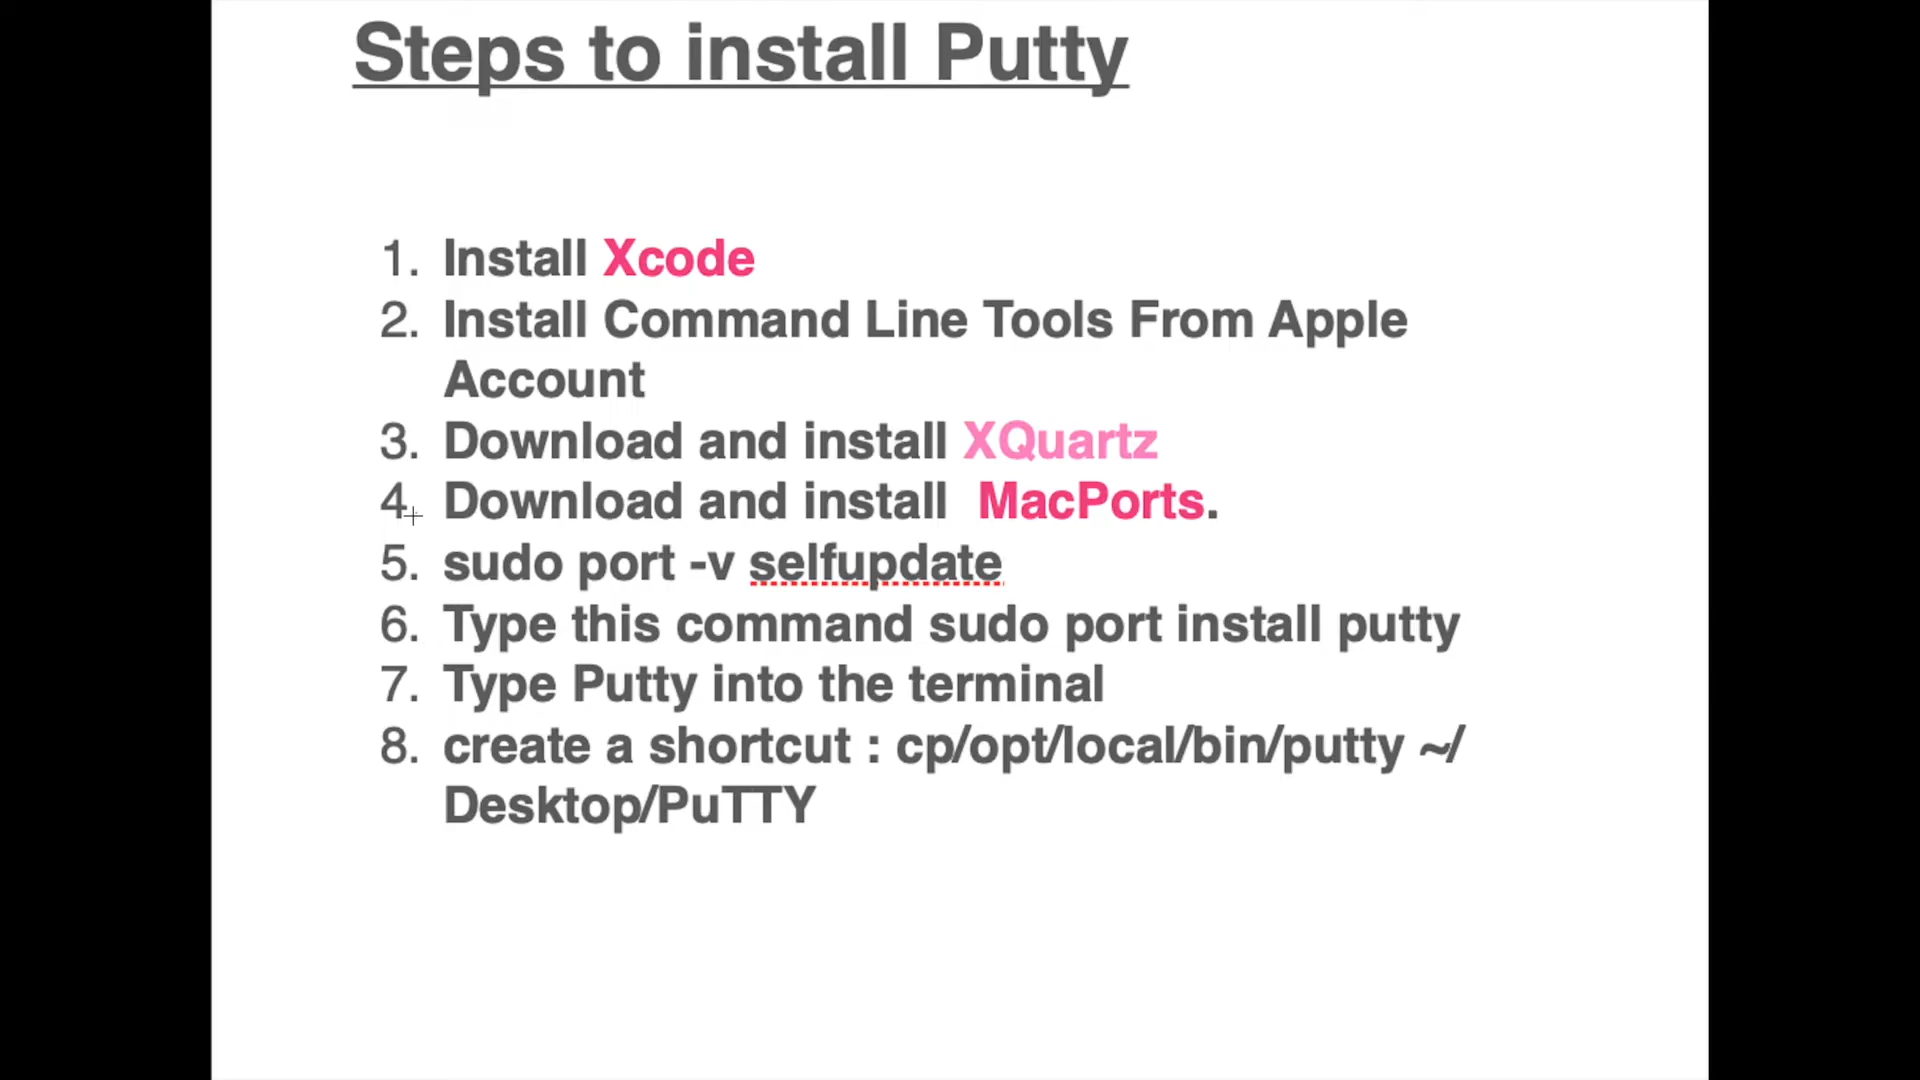 Steps to install Putty
1. Install Xcode
2. Install Command Line Tools From Apple
Account
3. Download and install XQuartz
4. Download and install  MacPorts.
5. sudo port -v selfupdate
6. Type this command sudo port install putty
7. Type Putty into the terminal
8. create a shortcut : cp/opt/local/bin/putty ~/
Desktop/PuTTY